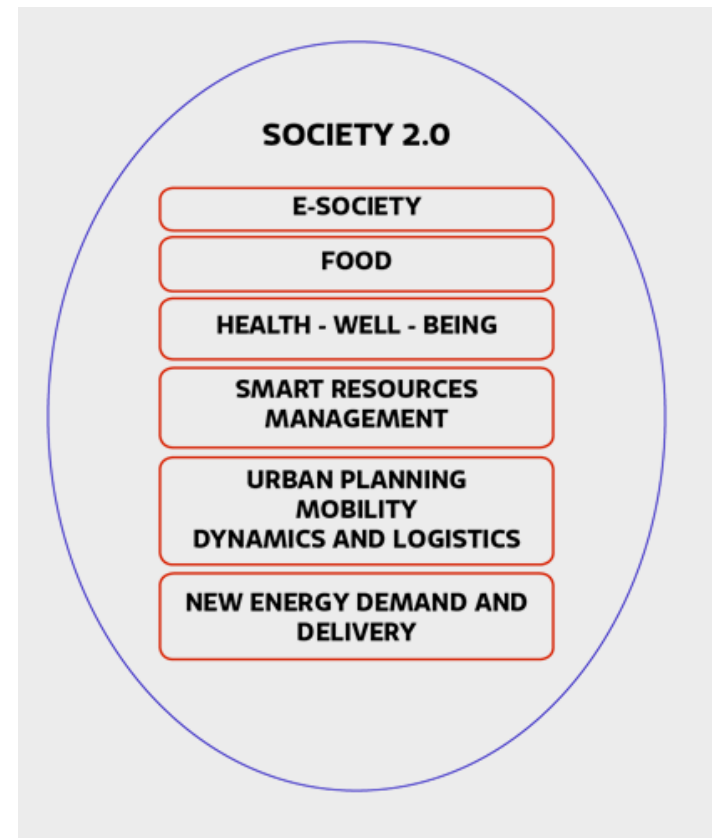 SOCIETY 2.0
E-SOCIETY
FOOD
HEALTH - WELL - BEING
SMART RESOURCES
MANAGEMENT
URBAN PLANNING
MOBILITY
DYNAMICS AND LOGISTICS
NEW ENERGY DEMAND AND
DELIVERY